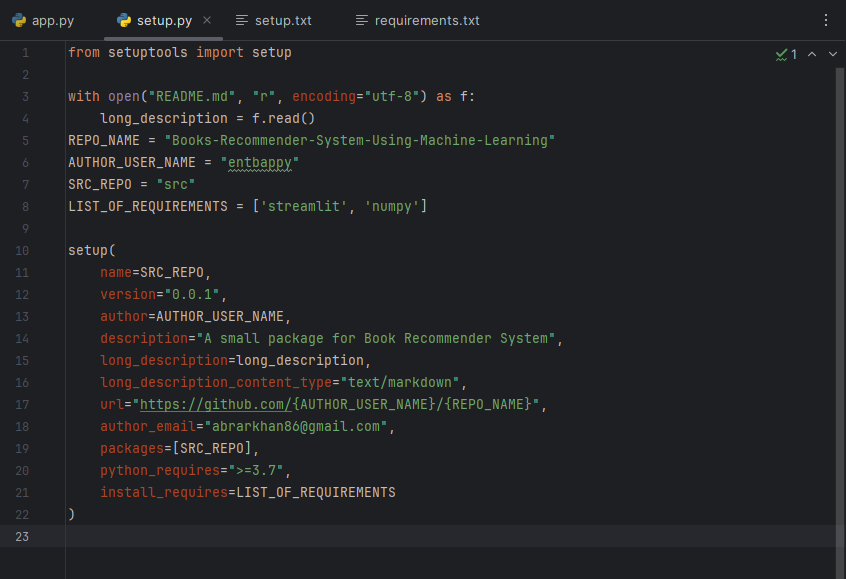 app.py setup.py setup.txt requirements.txt
1 from setuptools import setup
2
3 with open("README.md", "r", encoding="utf-8") as f:
4     long_description = f.read()
5 REPO_NAME = "Books-Recommender-System-Using-Machine-Learning"
6 AUTHOR_USER_NAME = "entbappy"
7 SRC_REPO = "src"
8 LIST_OF_REQUIREMENTS = ['streamlit', 'numpy']
9
10 setup(
11     name=SRC_REPO,
12     version="0.0.1",
13     author=AUTHOR_USER_NAME,
14     description="A small package for Book Recommender System",
15     long_description=long_description,
16     long_description_content_type="text/markdown",
17     url="https://github.com/{AUTHOR_USER_NAME}/{REPO_NAME}",
18     author_email="abrarkhan86@gmail.com",
19     packages=[SRC_REPO],
20     python_requires=">=3.7",
21     install_requires=LIST_OF_REQUIREMENTS
22 )
23
1